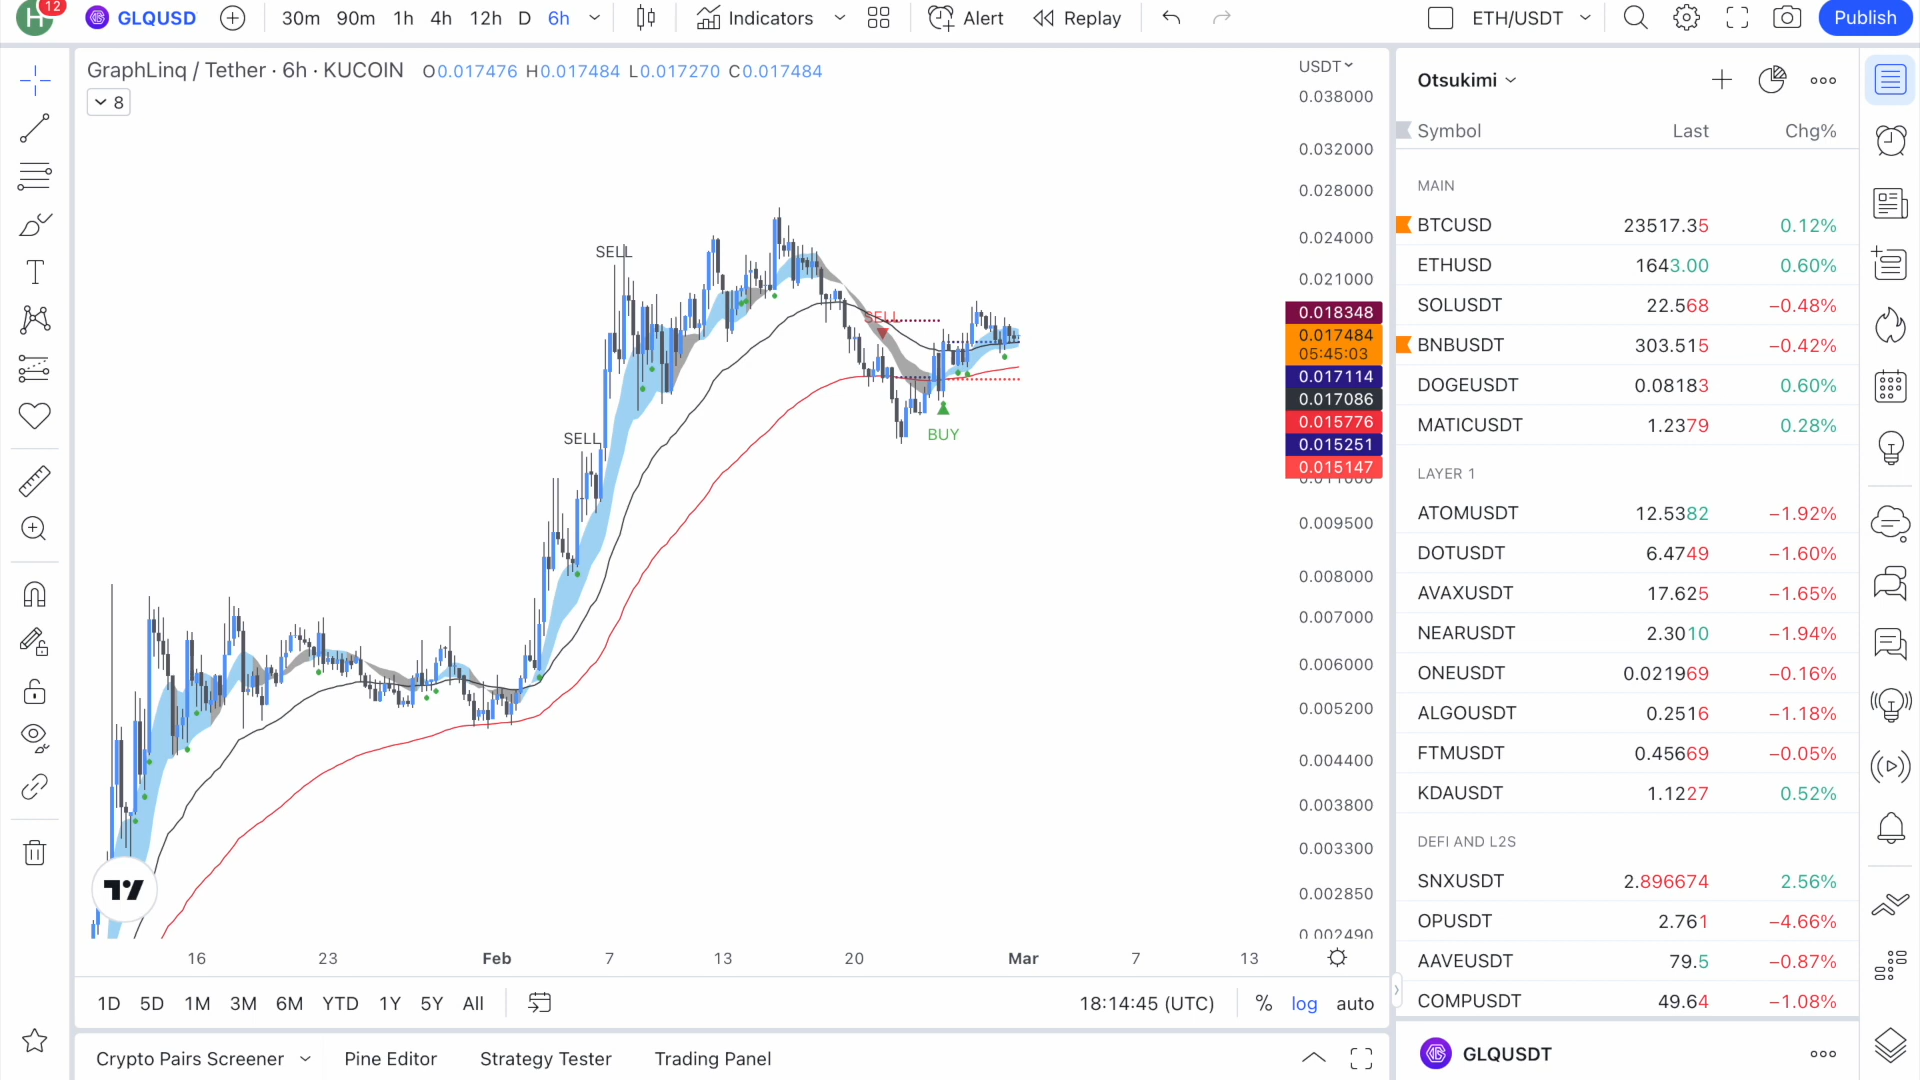 H 12 GLQUSD 30m 90m 1h 4h 12h D 6h Indicators Alert Replay ETH/USDT Publish
GraphLinq / Tether · 6h · KUCOIN O0.017476 H0.017484 L0.017270 C0.017484
8
USDT
0.038000
0.032000
0.028000
0.024000
0.021000
0.018348
0.017484
05:45:03
0.017114
0.017086
0.015776
0.015251
0.015147
0.011000
0.009500
0.008000
0.007000
0.006000
0.005200
0.004400
0.003800
0.003300
0.002850
0.002490
SELL
SELL
SELL
BUY
16 23 Feb 7 13 20 Mar 7 13
1D 5D 1M 3M 6M YTD 1Y 5Y All 18:14:45 (UTC) % log auto
Crypto Pairs Screener Pine Editor Strategy Tester Trading Panel
Otsukimi
Symbol Last Chg%
MAIN
BTCUSD 23517.35 0.12%
ETHUSD 1643.00 0.60%
SOLUSDT 22.568 −0.48%
BNBUSDT 303.515 −0.42%
DOGEUSDT 0.08183 0.60%
MATICUSDT 1.2379 0.28%
LAYER 1
ATOMUSDT 12.5382 −1.92%
DOTUSDT 6.4749 −1.60%
AVAXUSDT 17.625 −1.65%
NEARUSDT 2.3010 −1.94%
ONEUSDT 0.021969 −0.16%
ALGOUSDT 0.2516 −1.18%
FTMUSDT 0.45669 −0.05%
KDAUSDT 1.1227 0.52%
DEFI AND L2S
SNXUSDT 2.896674 2.56%
OPUSDT 2.761 −4.66%
AAVEUSDT 79.5 −0.87%
COMPUSDT 49.64 −1.08%
GLQUSDT